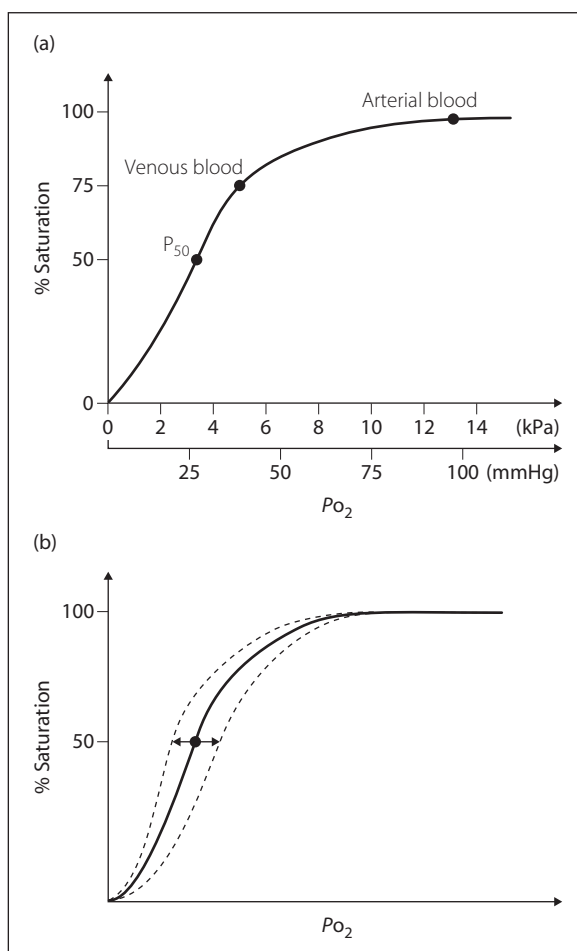 (a)
100
75
50
0
% Saturation
Arterial blood
Venous blood
P50
0 2 4 6 8 10 12 14 (kPa)
25 50 75 100 (mmHg)
Po2
(b)
100
50
% Saturation
Po2